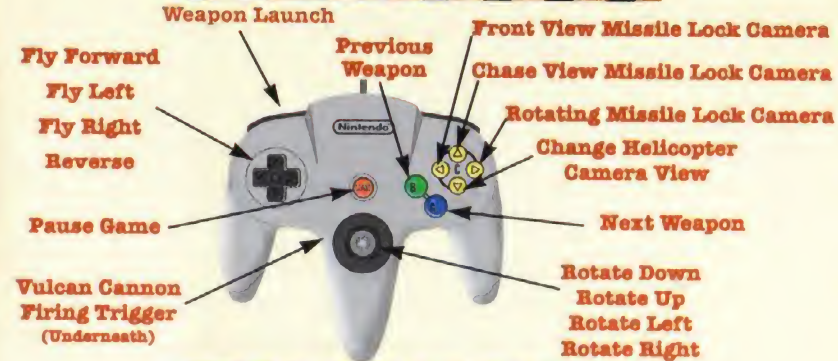 Weapon Launch
Front View Missile Lock Camera
Previous
Weapon
Fly Forward
Fly Left
Fly Right
Reverse
Chase View Missile Lock Camera
Rotating Missile Lock Camera
Change Helicopter
Camera View
Nintendo
C
B
A
START
Pause Game
Next Weapon
Vulcan Cannon
Firing Trigger
(Underneath)
Rotate Down
Rotate Up
Rotate Left
Rotate Right